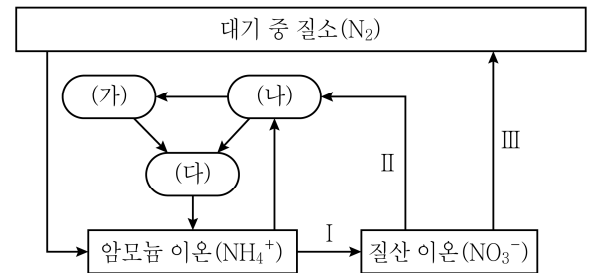 대기 중 질소(N₂)
(가) (나)
(다)
Ⅱ Ⅲ
Ⅰ
암모늄 이온(NH₄⁺) 질산 이온(NO₃⁻)